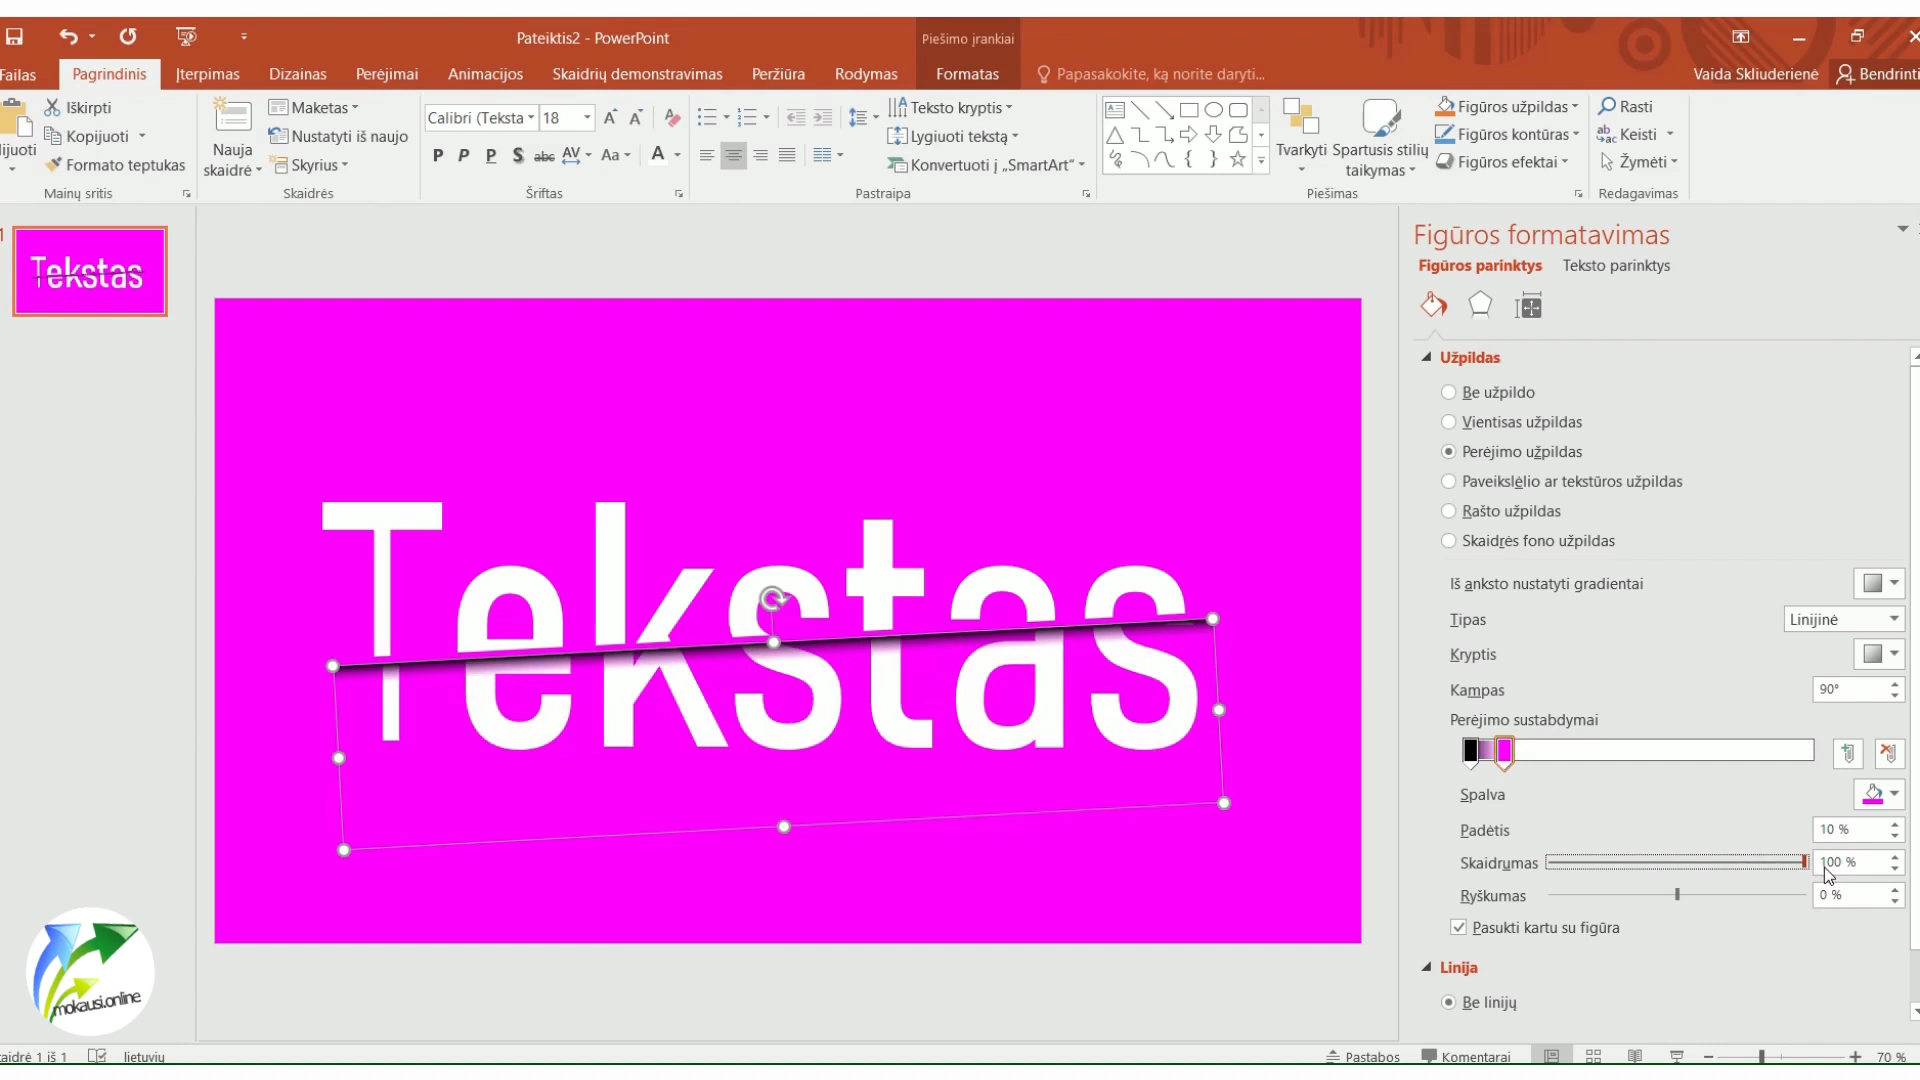 Pateiktis2 - PowerPoint
Piešimo įrankiai
Failas Pagrindinis Įterpimas Dizainas Perėjimai Animacijos Skaidrių demonstravimas Peržiūra Rodymas Formatas Papasakokite, ką norite daryti... Vaida Skliuderienė Bendrinti
Iškirpti
Kopijuoti
Formato teptukas
Mainų sritis
Nauja
skaidrė
Maketas
Nustatyti iš naujo
Skyrius
Skaidrės
Calibri (Teksta 18
P P P S abc AV Aa A
Šriftas
Teksto kryptis
Lygiuoti tekstą
Konvertuoti į „SmartArt“
Pastraipa
Tvarkyti
Spartusis stilių
taikymas
Figūros užpildas
Figūros kontūras
Figūros efektai
Piešimas
Rasti
Keisti
Žymėti
Redagavimas
1
Tekstas
Tekstas
Figūros formatavimas
Figūros parinktys Teksto parinktys
Užpildas
Be užpildo
Vientisas užpildas
Perėjimo užpildas
Paveikslėlio ar tekstūros užpildas
Rašto užpildas
Skaidrės fono užpildas
Iš anksto nustatyti gradientai
Tipas Linijinė
Kryptis
Kampas 90°
Perėjimo sustabdymai
Spalva
Padėtis 10 %
Skaidrumas 100 %
Ryškumas 0 %
Pasukti kartu su figūra
Linija
Be linijų
mokausi.online
lietuvių Pastabos Komentarai 70 %